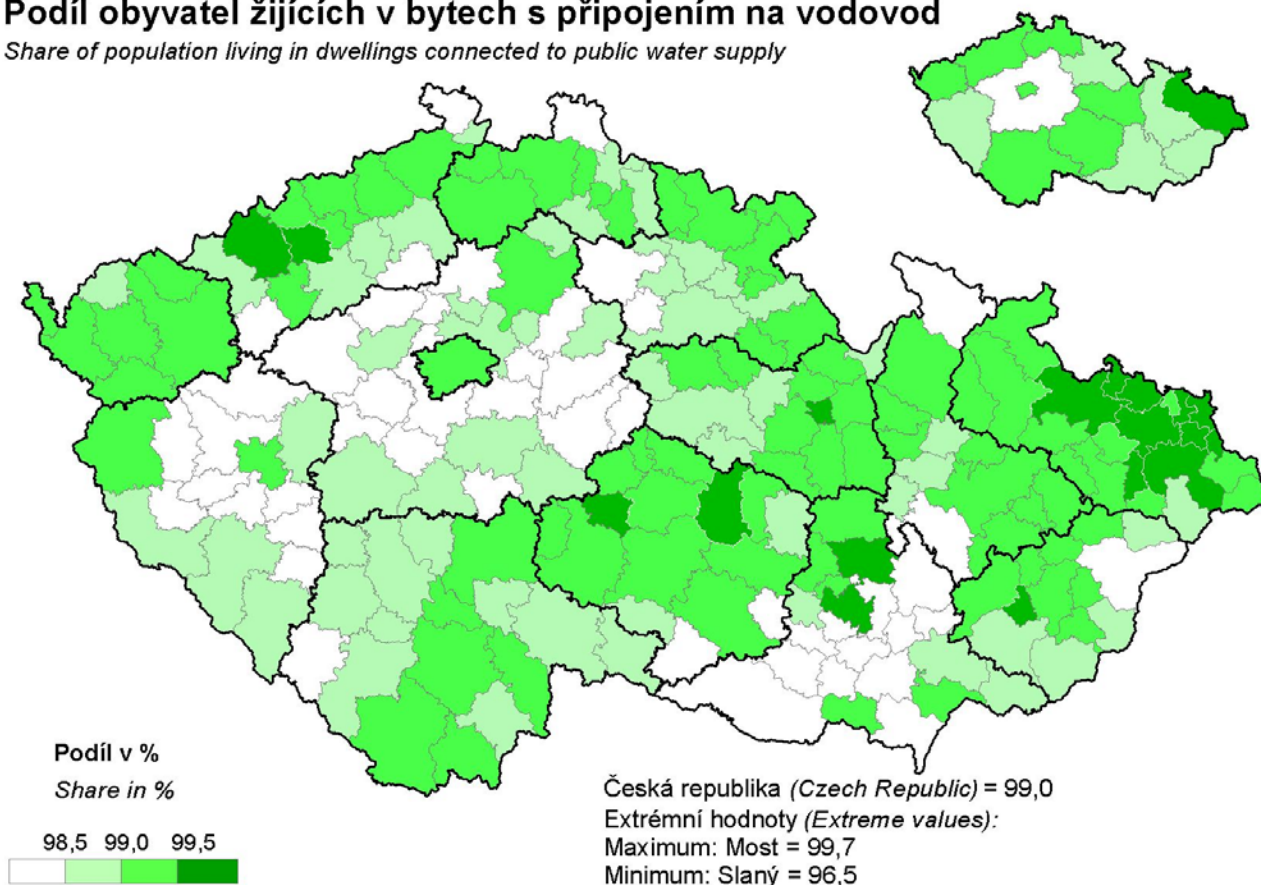 Podíl obyvatel žijících v bytech s připojením na vodovod
Share of population living in dwellings connected to public water supply
Podíl v %
Share in %
98,5 99,0 99,5
Česká republika (Czech Republic) = 99,0
Extrémní hodnoty (Extreme values):
Maximum: Most = 99,7
Minimum: Slaný = 96,5